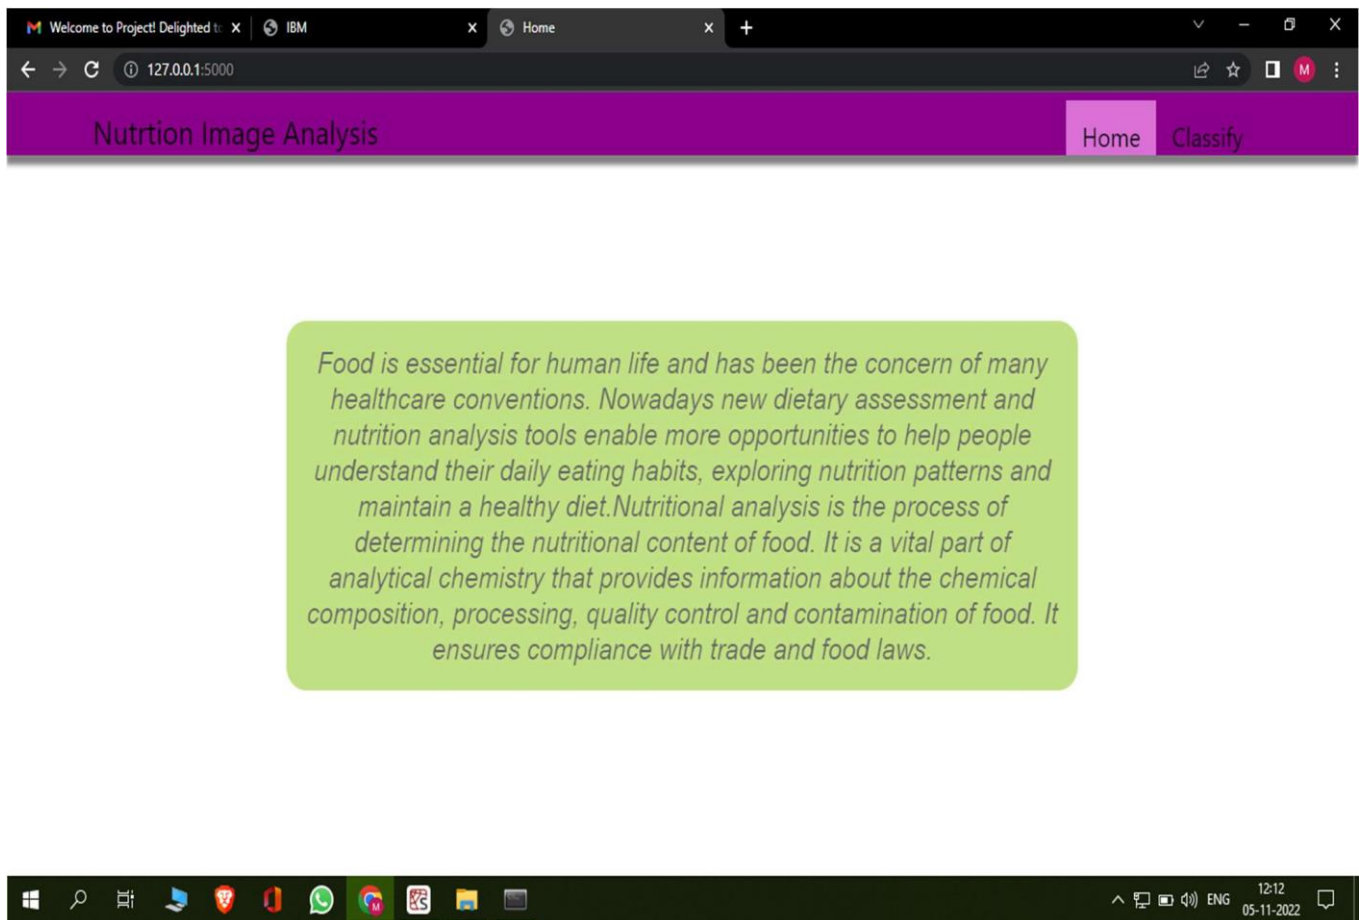 Welcome to Project! Delighted to
IBM
Home
127.0.0.1:5000
M
Nutrtion Image Analysis
Home
Classify
Food is essential for human life and has been the concern of many
healthcare conventions. Nowadays new dietary assessment and
nutrition analysis tools enable more opportunities to help people
understand their daily eating habits, exploring nutrition patterns and
maintain a healthy diet.Nutritional analysis is the process of
determining the nutritional content of food. It is a vital part of
analytical chemistry that provides information about the chemical
composition, processing, quality control and contamination of food. It
ensures compliance with trade and food laws.
ENG
12:12
05-11-2022